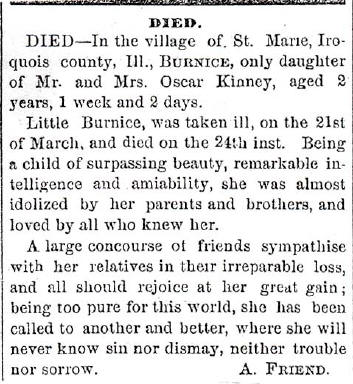 DIED.
DIED—In the village of St. Marie, Iro-
quois county, Ill., BURNICE, only daughter
of Mr. and Mrs. Oscar Kinney, aged 2
years, 1 week and 2 days.
Little Burnice, was taken ill, on the 21st
of March, and died on the 24th inst. Being
a child of surpassing beauty, remarkable in-
telligence and amiability, she was almost
idolized by her parents and brothers, and
loved by all who knew her.
A large concourse of friends sympathise
with her relatives in their irreparable loss,
and all should rejoice at her great gain;
being too pure for this world, she has been
called to another and better, where she will
never know sin nor dismay, neither trouble
nor sorrow. A. FRIEND.